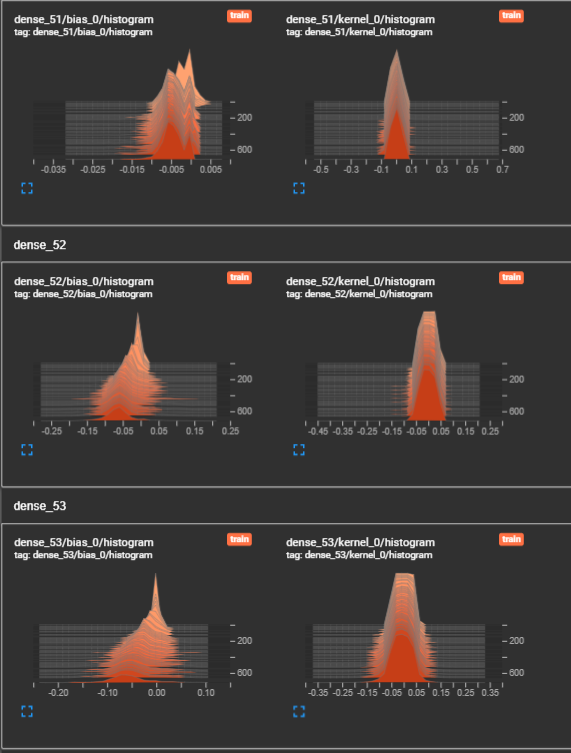 dense_51/bias_0/histogram
tag: dense_51/bias_0/histogram
train
200
600
-0.035 -0.025 -0.015 -0.005 0.005
dense_51/kernel_0/histogram
tag: dense_51/kernel_0/histogram
train
200
600
-0.5 -0.3 -0.1 0.1 0.3 0.5 0.7
dense_52
dense_52/bias_0/histogram
tag: dense_52/bias_0/histogram
train
200
600
-0.25 -0.15 -0.05 0.05 0.15 0.25
dense_52/kernel_0/histogram
tag: dense_52/kernel_0/histogram
train
200
600
-0.45 -0.35 -0.25 -0.15 -0.05 0.05 0.15 0.25
dense_53
dense_53/bias_0/histogram
tag: dense_53/bias_0/histogram
train
200
600
-0.20 -0.10 0.00 0.10
dense_53/kernel_0/histogram
tag: dense_53/kernel_0/histogram
train
200
600
-0.35 -0.25 -0.15 -0.05 0.05 0.15 0.25 0.35